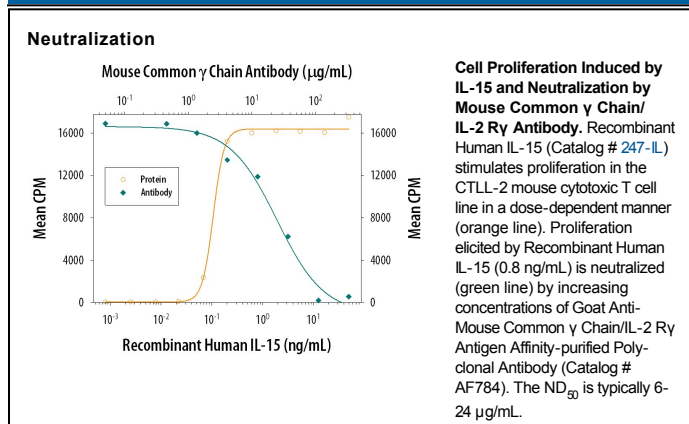 Neutralization
Mouse Common γ Chain Antibody (μg/mL)
10⁻¹ 10⁰ 10¹ 10²
16000 16000
12000 12000
8000 8000
4000 4000
0 0
Mean CPM
Mean CPM
Protein
Antibody
10⁻³ 10⁻² 10⁻¹ 10⁰ 10¹
Recombinant Human IL-15 (ng/mL)
Cell Proliferation Induced by
IL-15 and Neutralization by
Mouse Common γ Chain/
IL-2 Rγ Antibody. Recombinant
Human IL-15 (Catalog # 247-IL)
stimulates proliferation in the
CTLL-2 mouse cytotoxic T cell
line in a dose-dependent manner
(orange line). Proliferation
elicited by Recombinant Human
IL-15 (0.8 ng/mL) is neutralized
(green line) by increasing
concentrations of Goat Anti-
Mouse Common γ Chain/IL-2 Rγ
Antigen Affinity-purified Poly-
clonal Antibody (Catalog #
AF784). The ND₅₀ is typically 6-
24 μg/mL.